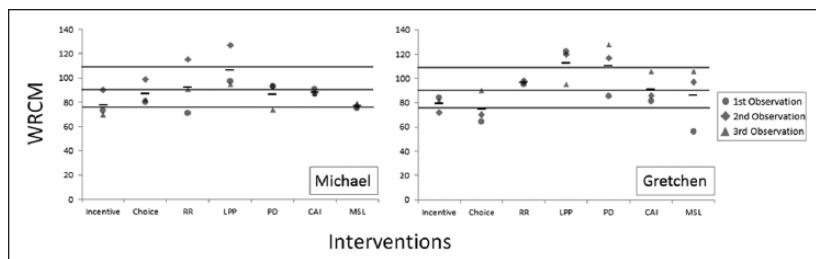 WRCM
140
120
100
80
60
40
20
0
Incentive Choice RR LPP PD CAI MSL
Michael
140
120
100
80
60
40
20
0
Incentive Choice RR LPP PD CAI MSL
Gretchen
1st Observation
2nd Observation
3rd Observation
Interventions